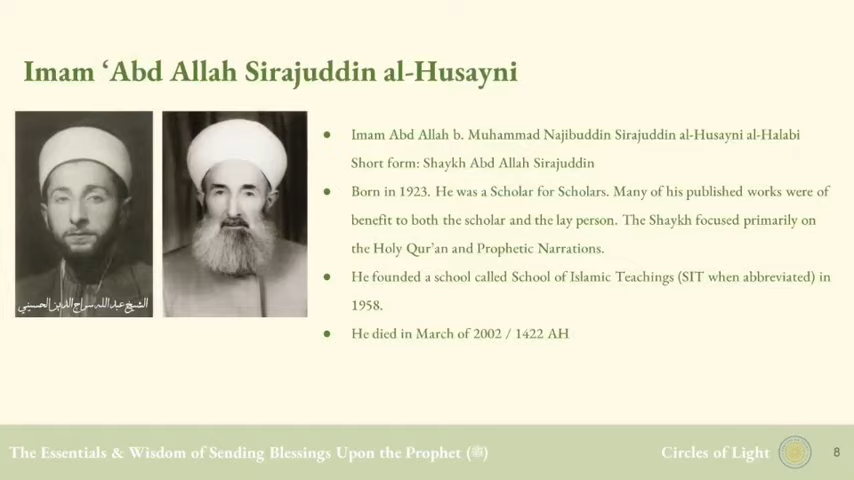 Imam ‘Abd Allah Sirajuddin al-Husayni
الشيخ عبد الله سراج الدين الحسيني
● Imam Abd Allah b. Muhammad Najibuddin Sirajuddin al-Husayni al-Halabi
Short form: Shaykh Abd Allah Sirajuddin
● Born in 1923. He was a Scholar for Scholars. Many of his published works were of
benefit to both the scholar and the lay person. The Shaykh focused primarily on
the Holy Qur’an and Prophetic Narrations.
● He founded a school called School of Islamic Teachings (SIT when abbreviated) in
1958.
● He died in March of 2002 / 1422 AH
The Essentials & Wisdom of Sending Blessings Upon the Prophet (ﷺ)
Circles of Light
8